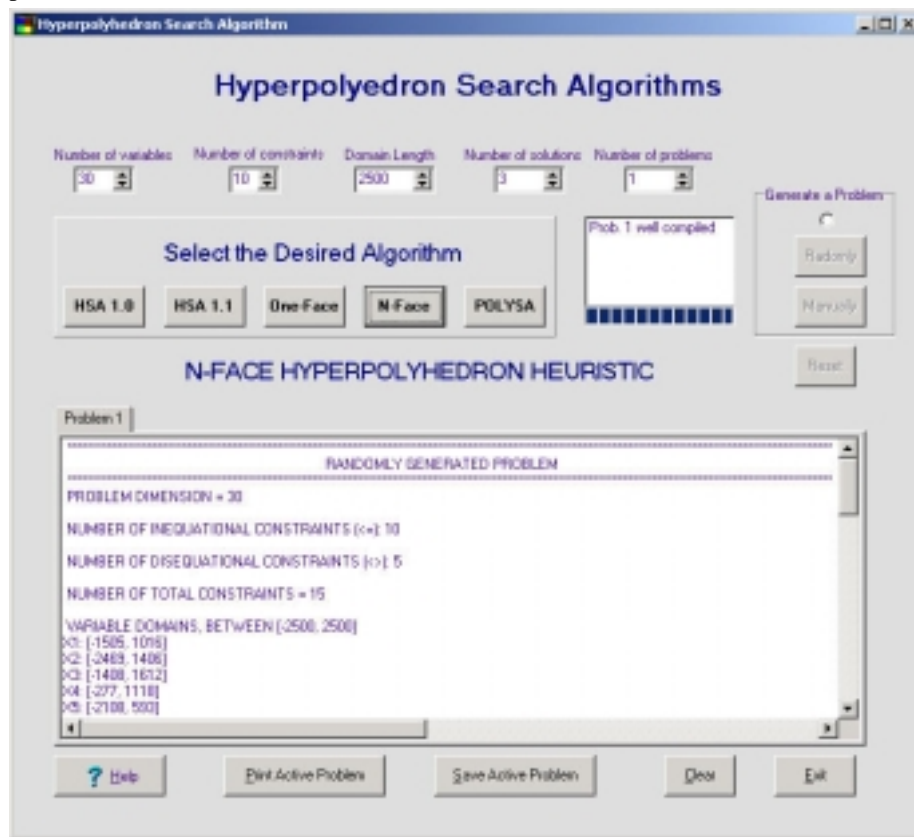 Hyperpolyhedron Search Algorithm
Hyperpolyedron Search Algorithms
Number of variables Number of constraints Domain Length Number of solutions Number of problems
30 10 2500 3 1
Generate a Problem
Prob. 1 well compiled
Select the Desired Algorithm
Radomly
HSA 1.0 HSA 1.1 One-Face N-Face POLYSA
Manualy
N-FACE HYPERPOLYHEDRON HEURISTIC
Reset
Problem 1
RANDOMLY GENERATED PROBLEM
PROBLEM DIMENSION = 30
NUMBER OF INEQUATIONAL CONSTRAINTS (<=): 10
NUMBER OF DISEQUATIONAL CONSTRAINTS (<>): 5
NUMBER OF TOTAL CONSTRAINTS = 15
VARIABLE DOMAINS, BETWEEN [-2500, 2500]
X1: [-1505, 1016]
X2: [-2469, 1406]
X3: [-1408, 1612]
X4: [-277, 1118]
X5: [-2108, 593]
? Help Print Active Problem Save Active Problem Clear Exit